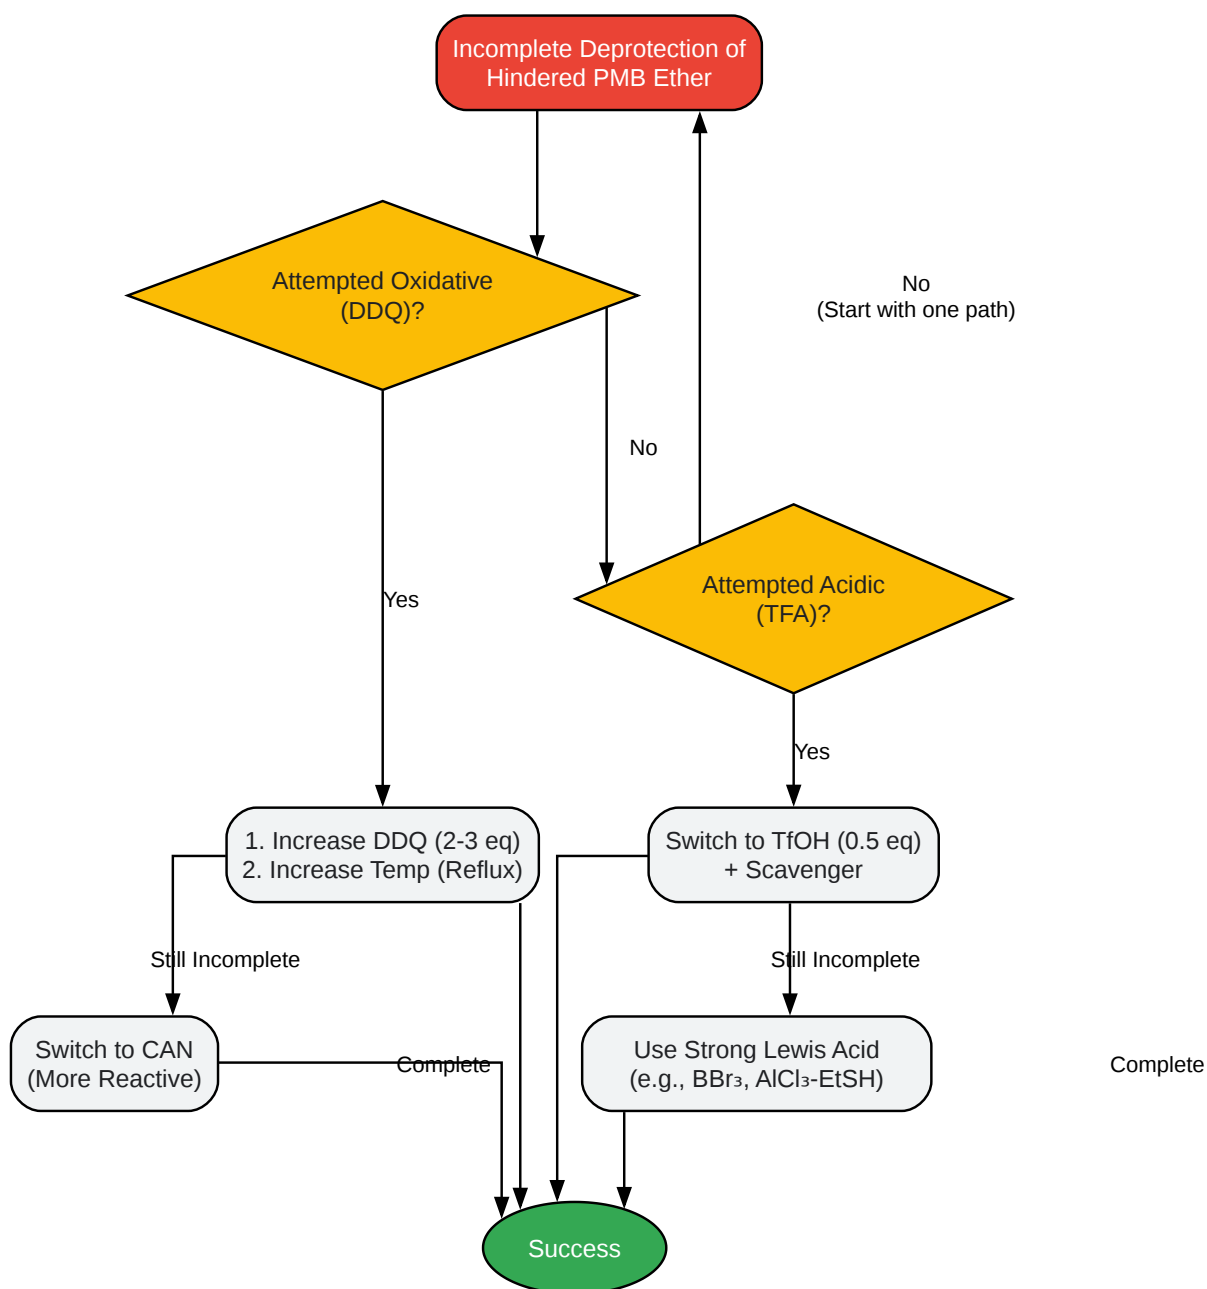 Incomplete Deprotection of
Hindered PMB Ether
Attempted Oxidative
(DDQ)?
No
(Start with one path)
No
Attempted Acidic
(TFA)?
Yes
Yes
1. Increase DDQ (2-3 eq)
2. Increase Temp (Reflux)
Switch to TfOH (0.5 eq)
+ Scavenger
Still Incomplete
Still Incomplete
Switch to CAN
(More Reactive)
Complete
Use Strong Lewis Acid
(e.g., BBr₃, AlCl₃-EtSH)
Complete
Success